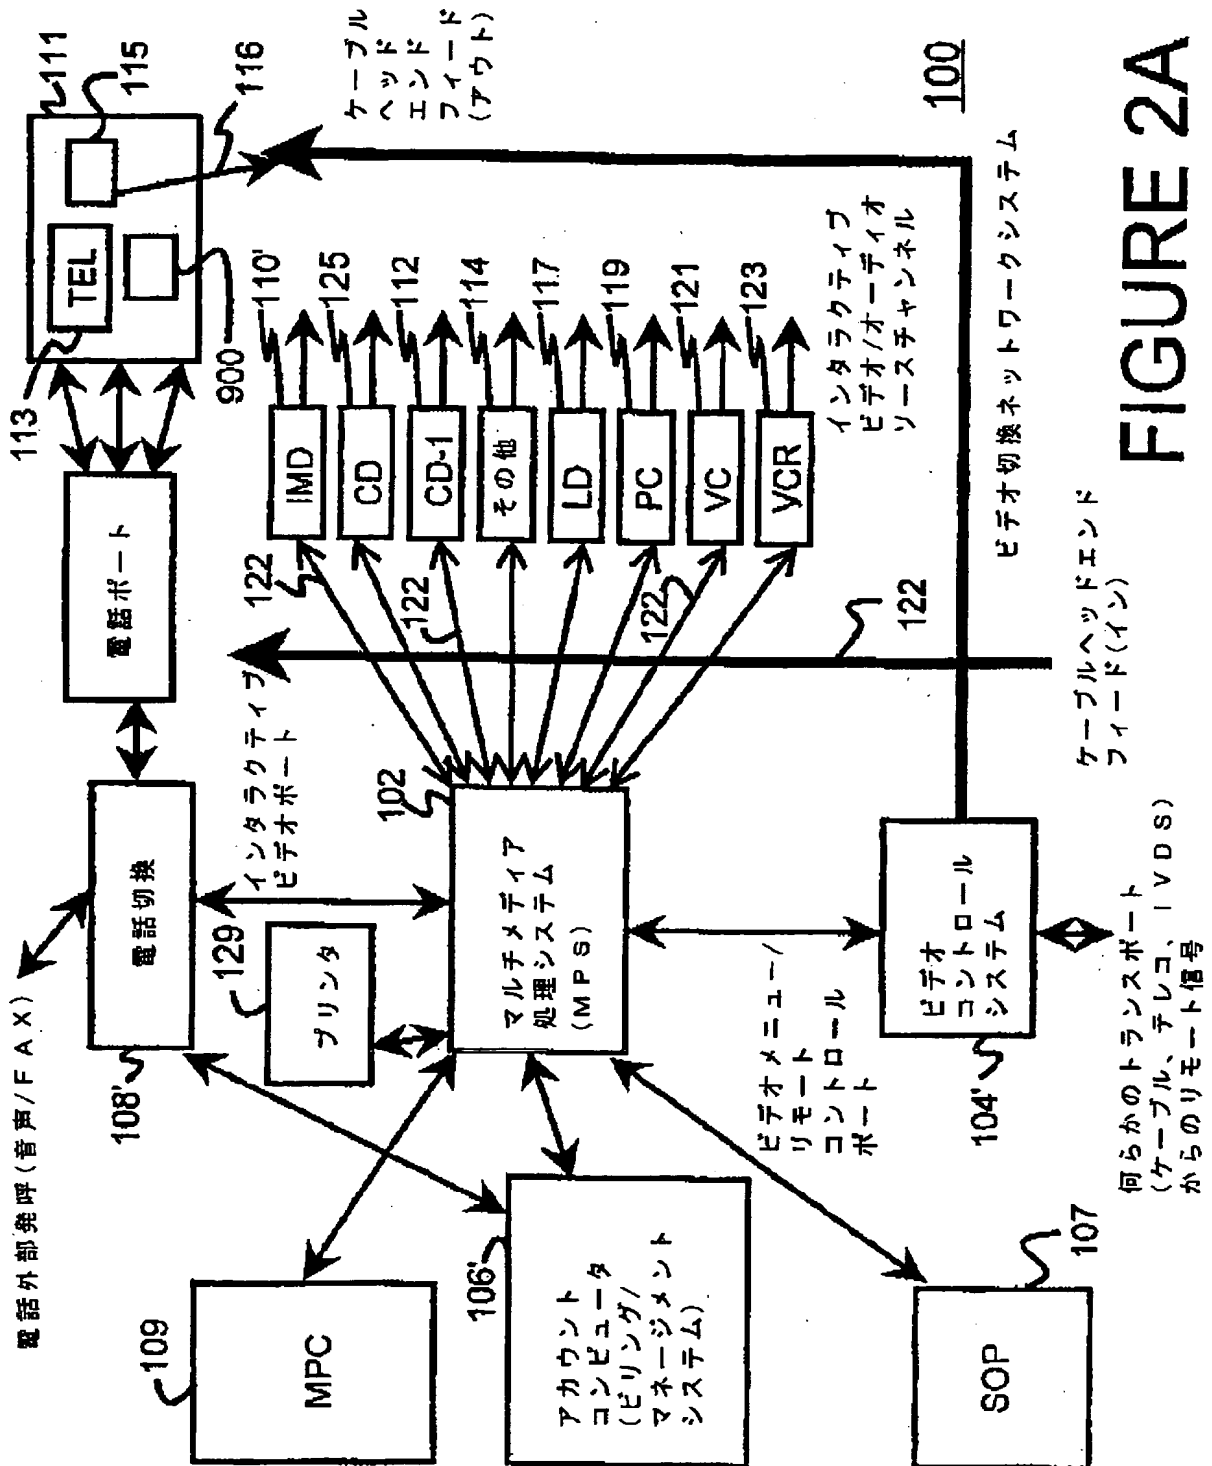 電話外部発呼(音声/FAX)
108'
電話切換
電話ポート
113
TEL
900
111
115
116
ケーブル
ヘッド
エンド
フィード
(アウト)
インタラクティブ
ビデオポート
129
プリンタ
109
MPC
102
マルチメディア
処理システム
(MPS)
122
122
122
122
IMD
110'
CD
125
CD-1
112
その他
114
LD
117
PC
119
VC
121
VCR
123
インタラクティブ
ビデオ/オーディオ
ソースチャンネル
106'
アカウント
コンピュータ
(ビリング/
マネージメント
システム)
ビデオメニュー/
リモート
コントロール
ポート
SOP
107
104'
ビデオ
コントロール
システム
ビデオ切換ネットワークシステム
ケーブルヘッドエンド
フィード(イン)
何らかのトランスポート
(ケーブル、テレコ、IVDS)
からのリモート信号
100
FIGURE 2A